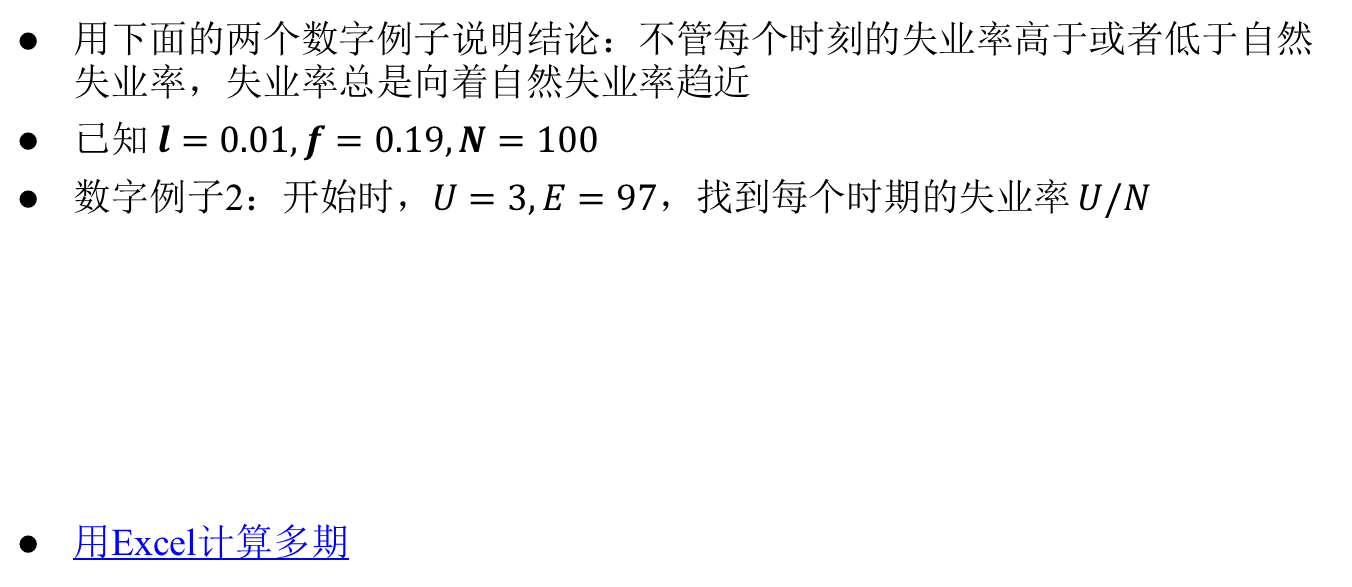 ● 用下面的两个数字例子说明结论：不管每个时刻的失业率高于或者低于自然
失业率，失业率总是向着自然失业率趋近
● 已知 l = 0.01, f = 0.19, N = 100
● 数字例子2：开始时，U = 3, E = 97，找到每个时期的失业率 U/N
● 用Excel计算多期